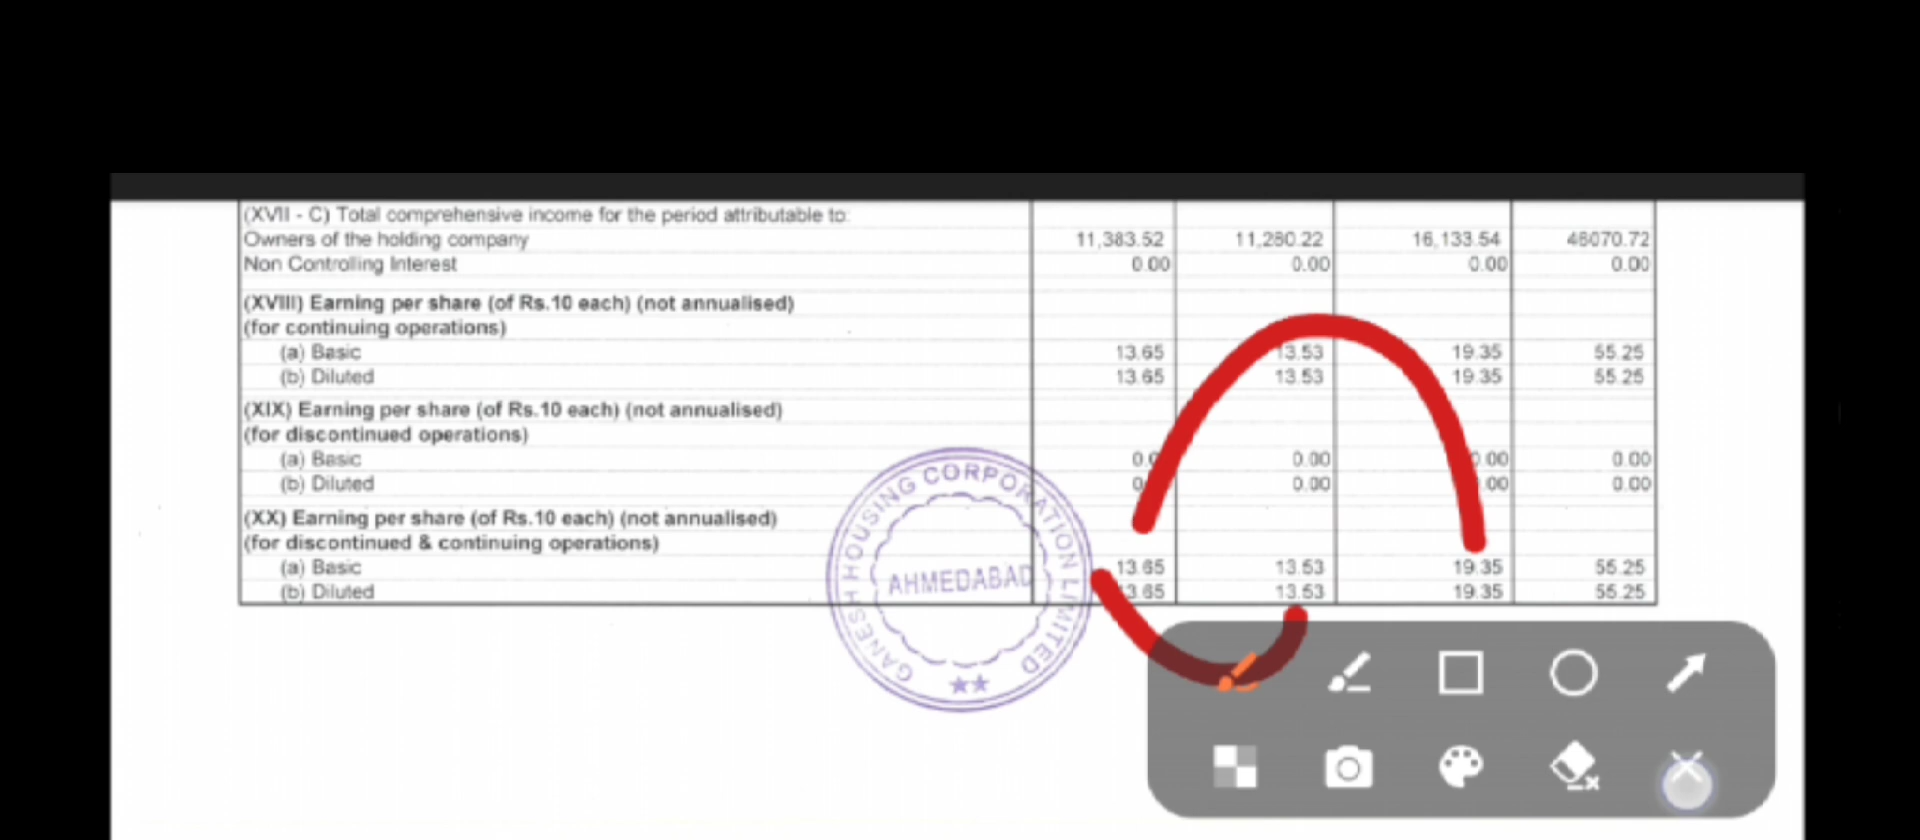 (XVII - C) Total comprehensive income for the period attributable to:
Owners of the holding company 11,383.52 11,280.22 16,133.54 46070.72
Non Controling Interest 0.00 0.00 0.00 0.00
(XVIII) Earning per share (of Rs.10 each) (not annualised)
(for continuing operations)
(a) Basic 13.65 13.53 19.35 55.25
(b) Diluted 13.65 13.53 19.35 55.25
(XIX) Earning per share (of Rs.10 each) (not annualised)
(for discontinued operations)
(a) Basic 0.00 0.00 0.00
(b) Diluted 0.00 .00 0.00
(XX) Earning per share (of Rs.10 each) (not annualised)
(for discontinued & continuing operations)
(a) Basic 13.65 13.53 19.35 55.25
(b) Diluted 3.65 13.53 19.35 55.25
GANESH HOUSING CORPORATION LIMITED
AHMEDABAD